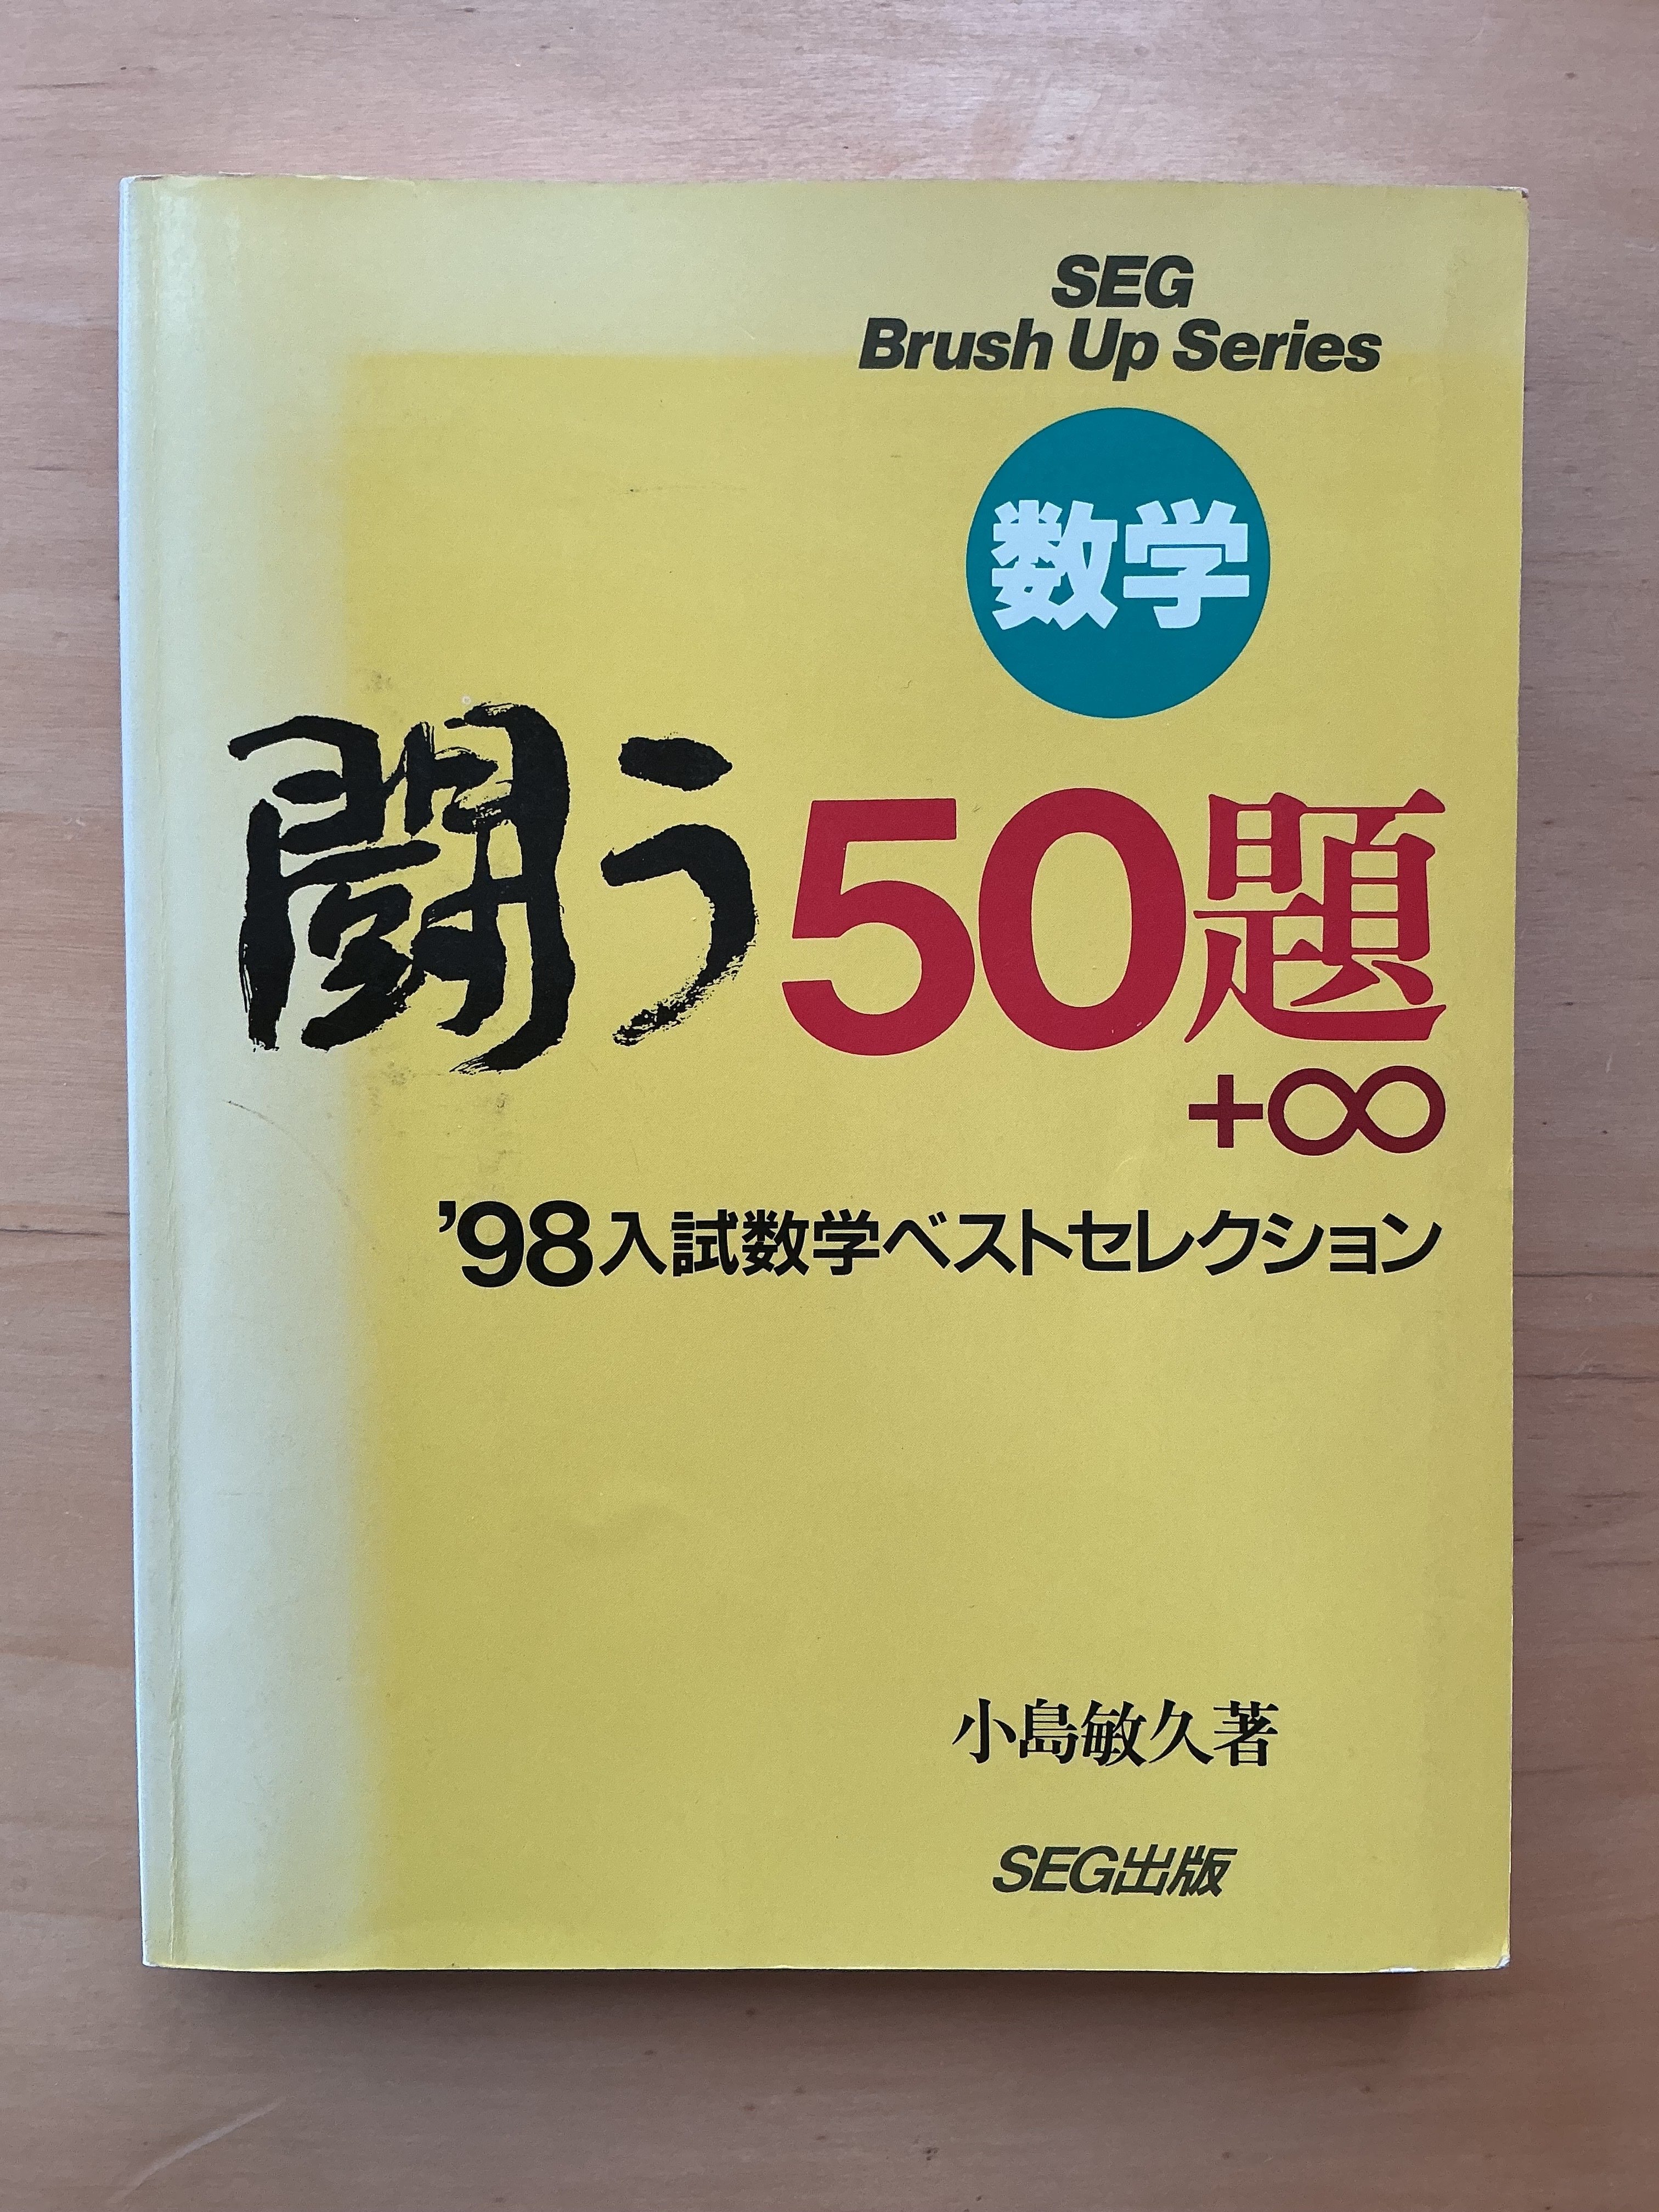 SEG
Brush Up Series
数学
闘う50題
+∞
'98入試数学ベストセレクション
小島敏久著
SEG出版